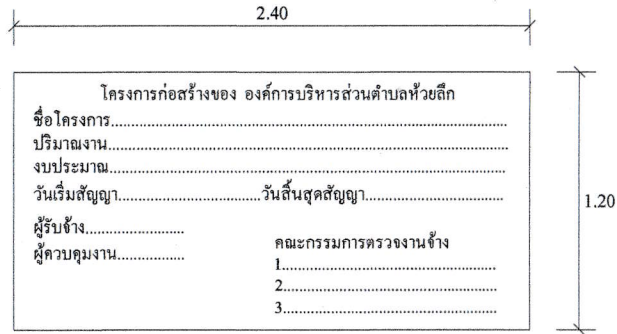 2.40
โครงการก่อสร้างของ องค์การบริหารส่วนตำบลห้วยลึก
ชื่อโครงการ................................................................
ปริมาณงาน................................................................
งบประมาณ................................................................
วันเริ่มสัญญา..............................วันสิ้นสุดสัญญา..............................
ผู้รับจ้าง........................
ผู้ควบคุมงาน................
คณะกรรมการตรวจงานจ้าง
1................................................
2................................................
3................................................
1.20